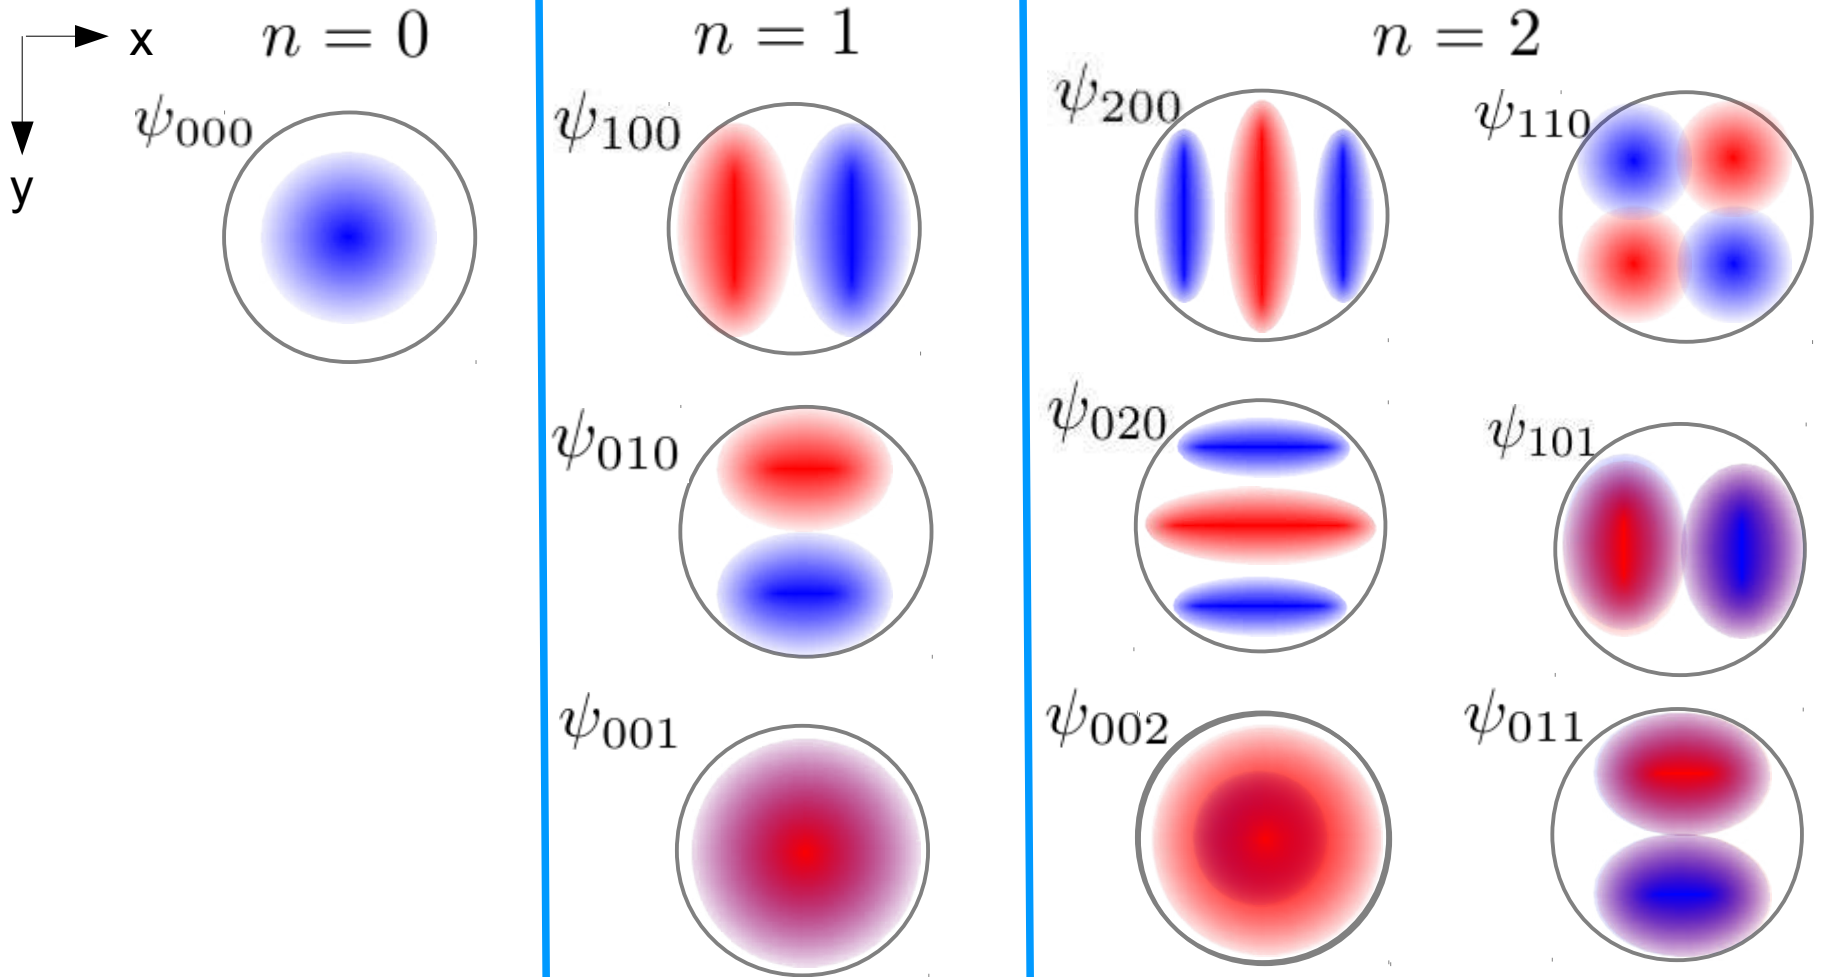 x
y
n = 0
ψ000
n = 1
ψ100
ψ010
ψ001
n = 2
ψ200
ψ110
ψ020
ψ101
ψ002
ψ011